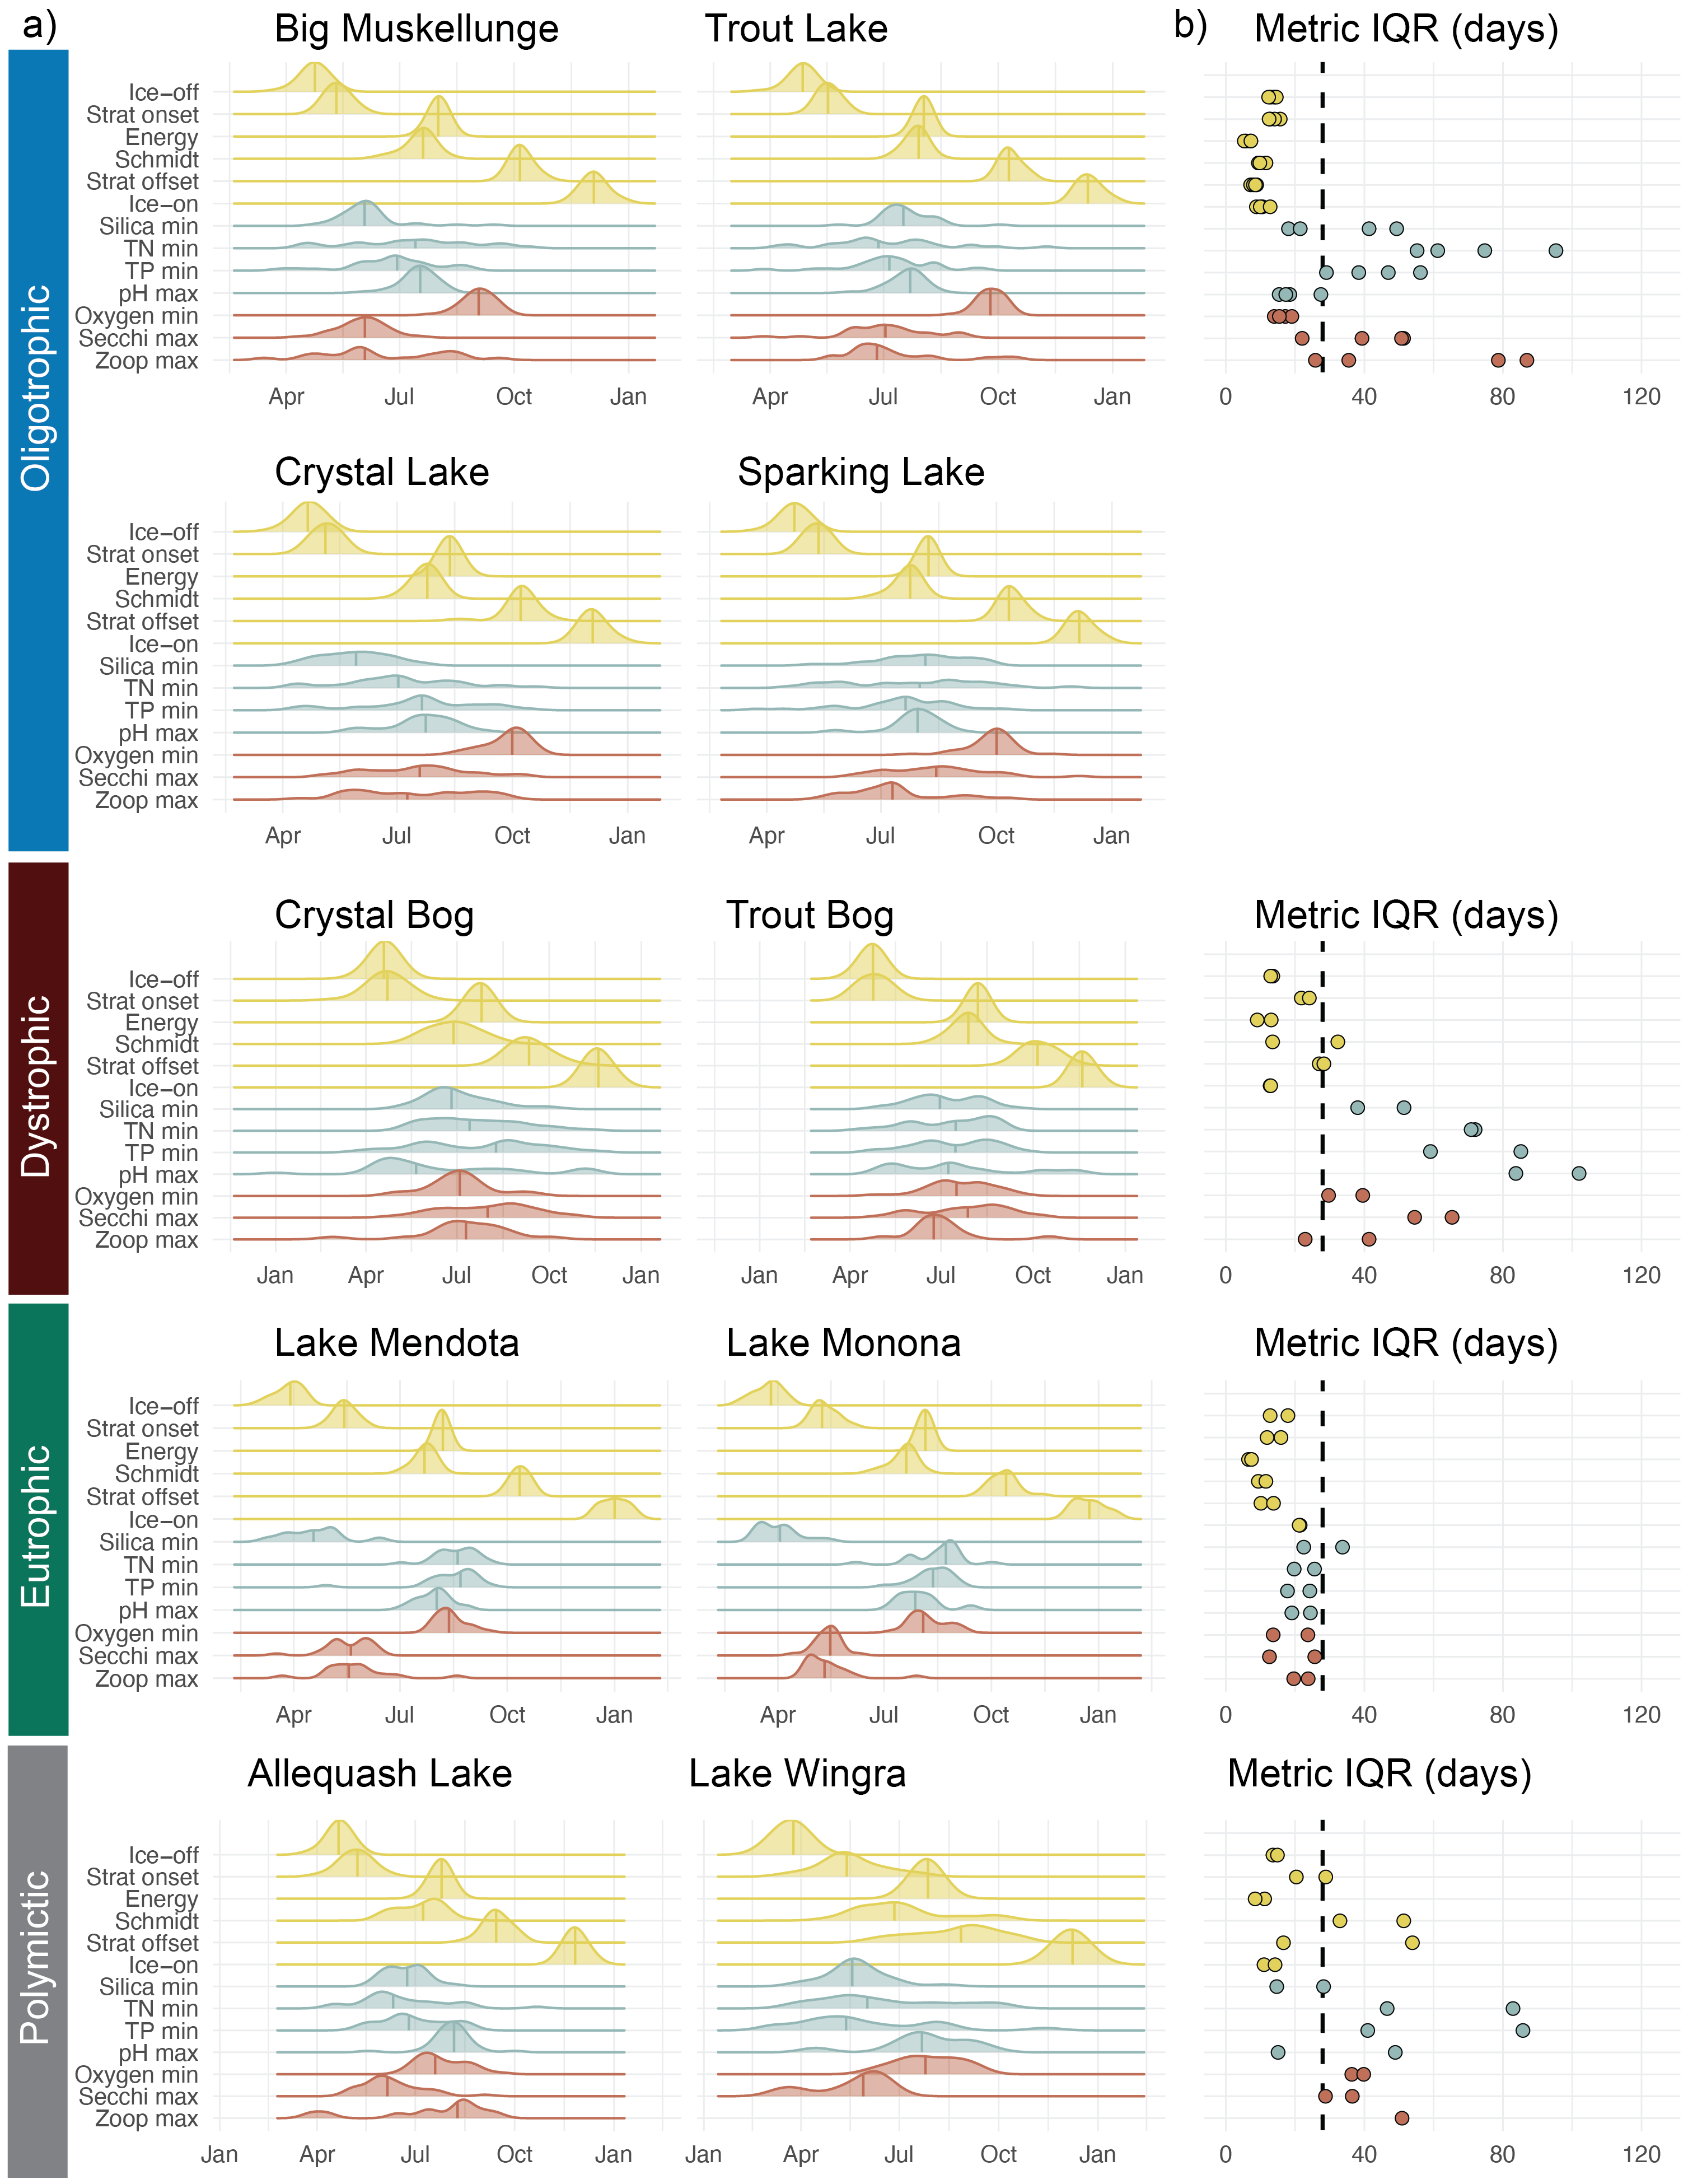 a)
Big Muskellunge
Trout Lake
b)
Metric IQR (days)
Oligotrophic
Ice-off
Strat onset
Energy
Schmidt
Strat offset
Ice-on
Silica min
TN min
TP min
pH max
Oxygen min
Secchi max
Zoop max
Apr Jul Oct Jan
Apr Jul Oct Jan
0 40 80 120
Crystal Lake
Sparking Lake
Ice-off
Strat onset
Energy
Schmidt
Strat offset
Ice-on
Silica min
TN min
TP min
pH max
Oxygen min
Secchi max
Zoop max
Apr Jul Oct Jan
Apr Jul Oct Jan
Dystrophic
Crystal Bog
Trout Bog
Metric IQR (days)
Ice-off
Strat onset
Energy
Schmidt
Strat offset
Ice-on
Silica min
TN min
TP min
pH max
Oxygen min
Secchi max
Zoop max
Jan Apr Jul Oct Jan
Jan Apr Jul Oct Jan
0 40 80 120
Eutrophic
Lake Mendota
Lake Monona
Metric IQR (days)
Ice-off
Strat onset
Energy
Schmidt
Strat offset
Ice-on
Silica min
TN min
TP min
pH max
Oxygen min
Secchi max
Zoop max
Apr Jul Oct Jan
Apr Jul Oct Jan
0 40 80 120
Polymictic
Allequash Lake
Lake Wingra
Metric IQR (days)
Ice-off
Strat onset
Energy
Schmidt
Strat offset
Ice-on
Silica min
TN min
TP min
pH max
Oxygen min
Secchi max
Zoop max
Jan Apr Jul Oct Jan
Jan Apr Jul Oct Jan
0 40 80 120